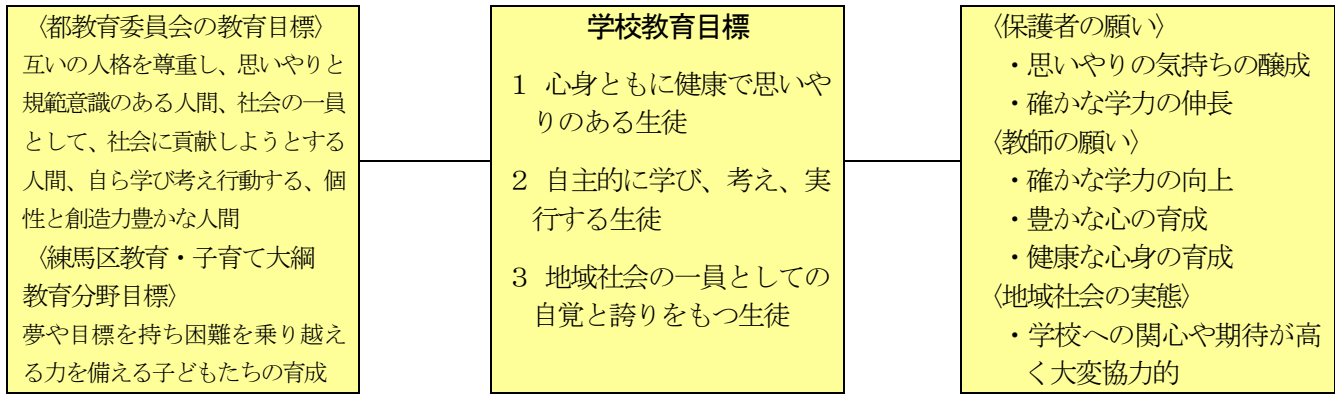 〈都教育委員会の教育目標〉
互いの人格を尊重し、思いやりと
規範意識のある人間、社会の一員
として、社会に貢献しようとする
人間、自ら学び考え行動する、個
性と創造力豊かな人間
〈練馬区教育・子育て大綱
教育分野目標〉
夢や目標を持ち困難を乗り越え
る力を備える子どもたちの育成
学校教育目標
1 心身ともに健康で思いや
りのある生徒
2 自主的に学び、考え、実
行する生徒
3 地域社会の一員としての
自覚と誇りをもつ生徒
〈保護者の願い〉
・思いやりの気持ちの醸成
・確かな学力の伸長
〈教師の願い〉
・確かな学力の向上
・豊かな心の育成
・健康な心身の育成
〈地域社会の実態〉
・学校への関心や期待が高
く大変協力的